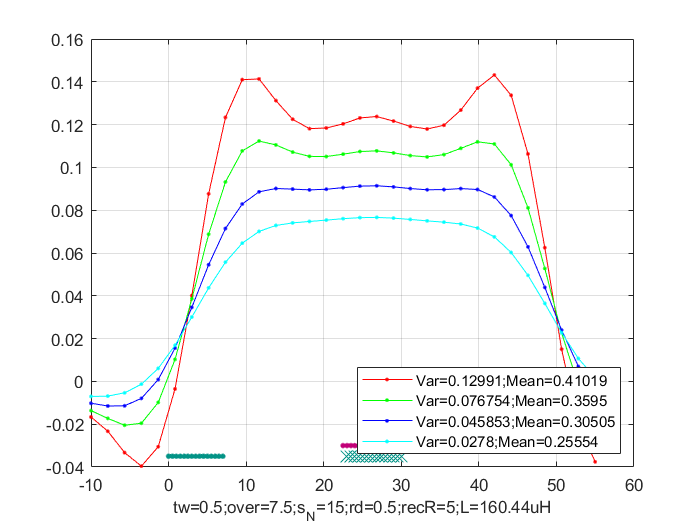 0.16
0.14
0.12
0.1
0.08
0.06
0.04
0.02
0
-0.02
-0.04
-10 0 10 20 30 40 50 60
Var=0.12991;Mean=0.41019
Var=0.076754;Mean=0.3595
Var=0.045853;Mean=0.30505
Var=0.0278;Mean=0.25554
tw=0.5;over=7.5;s_N=15;rd=0.5;recR=5;L=160.44uH